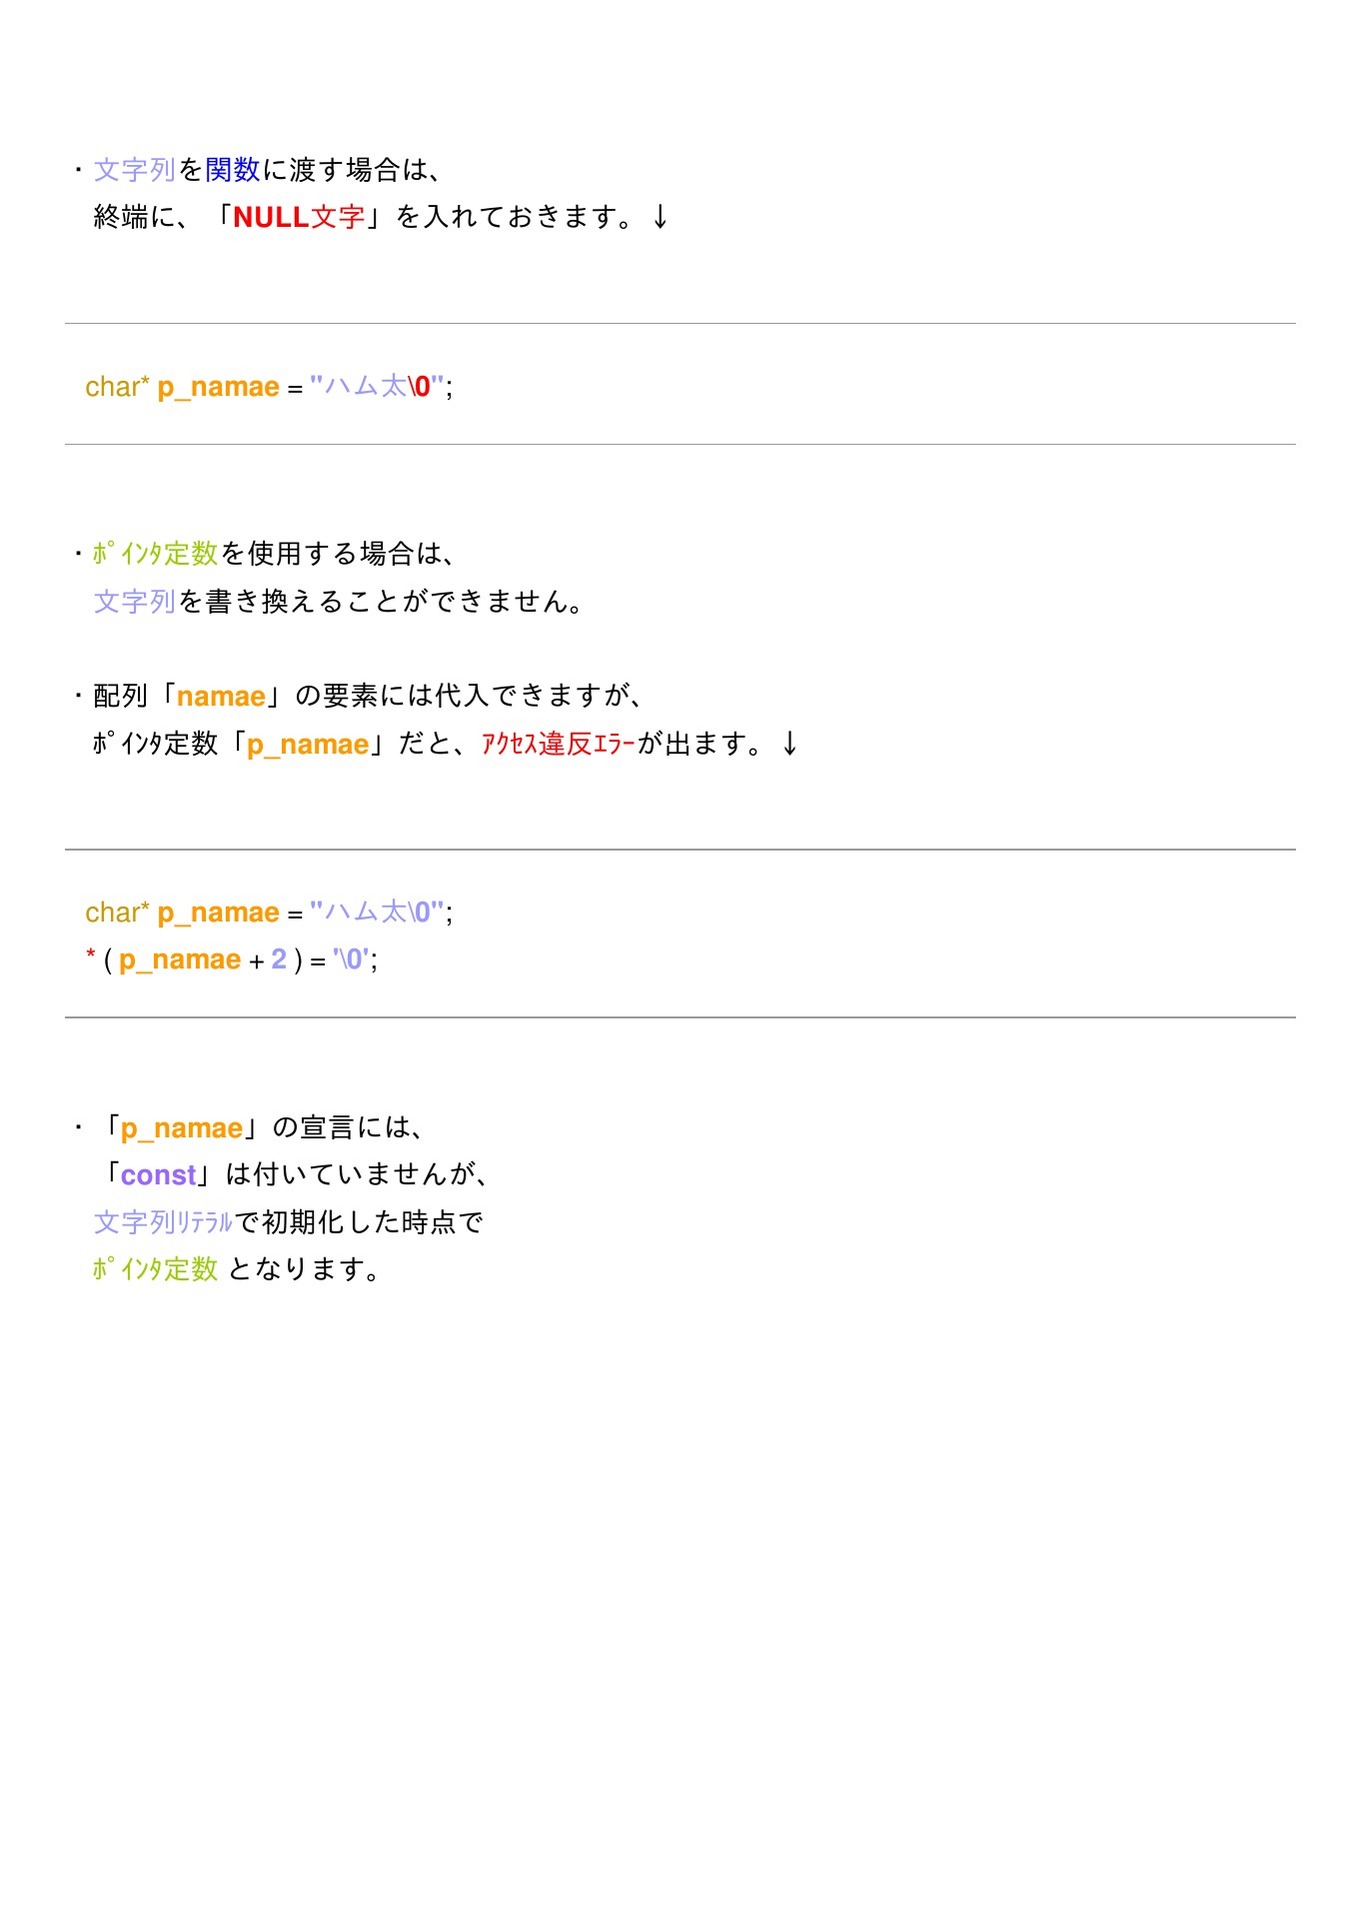 ・文字列を関数に渡す場合は、
終端に、「NULL文字」を入れておきます。↓
char* p_namae = "ハム太\0";
・ﾎﾟｲﾝﾀ定数を使用する場合は、
文字列を書き換えることができません。
・配列「namae」の要素には代入できますが、
ﾎﾟｲﾝﾀ定数「p_namae」だと、ｱｸｾｽ違反ｴﾗｰが出ます。↓
char* p_namae = "ハム太\0";
* ( p_namae + 2 ) = '\0';
・「p_namae」の宣言には、
「const」は付いていませんが、
文字列ﾘﾃﾗﾙで初期化した時点で
ﾎﾟｲﾝﾀ定数 となります。